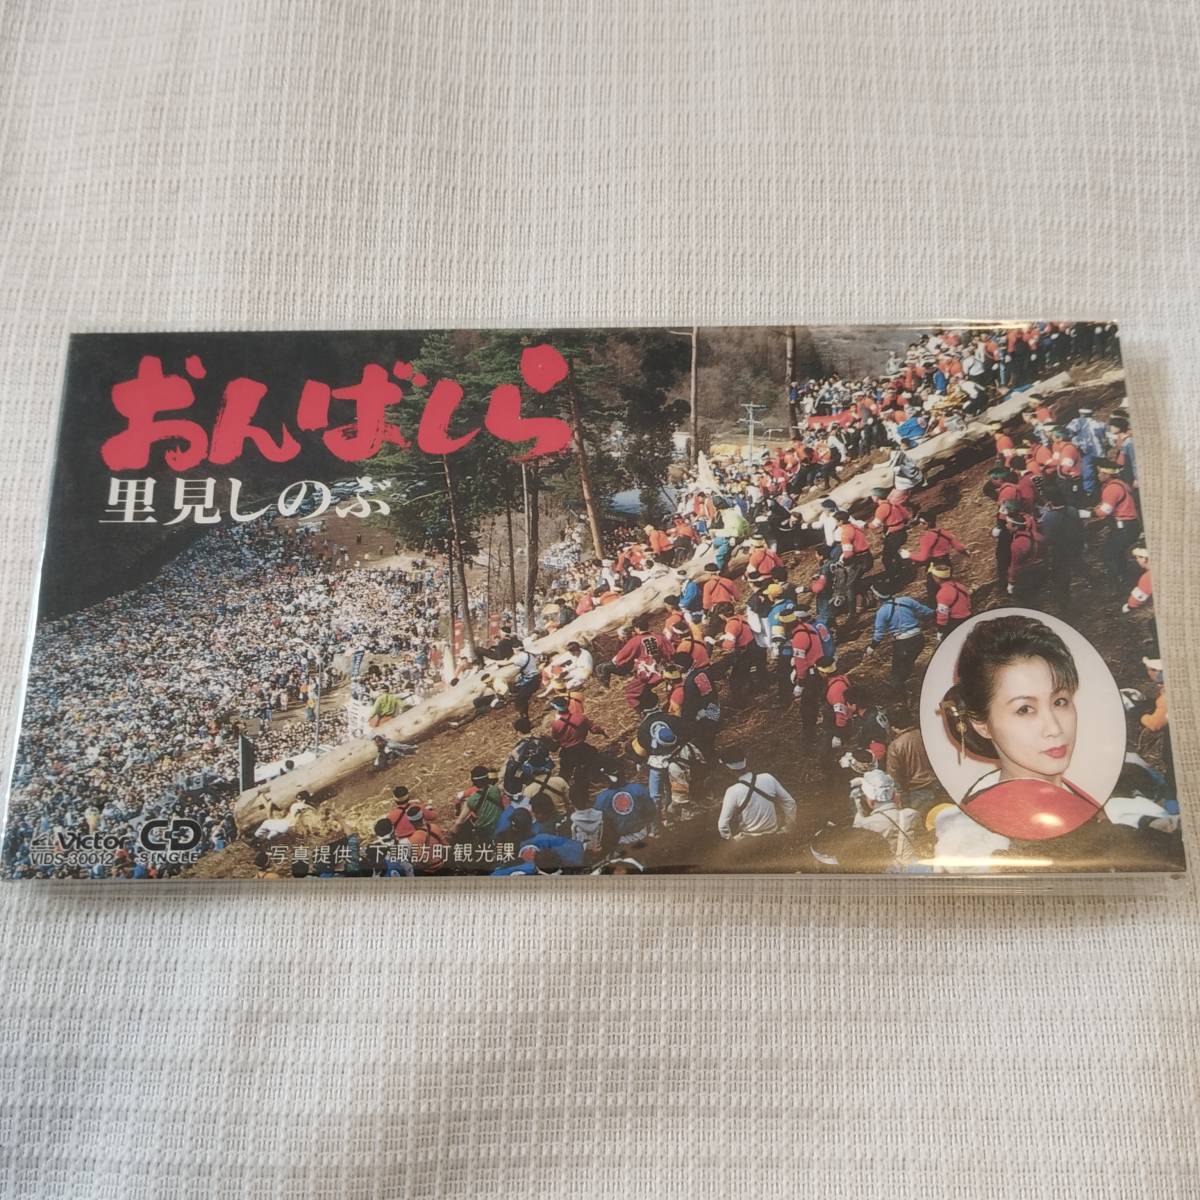 おんばしら
里見しのぶ
Victor
VIDS-30012
CD
SINGLE
写真提供:下諏訪町観光課